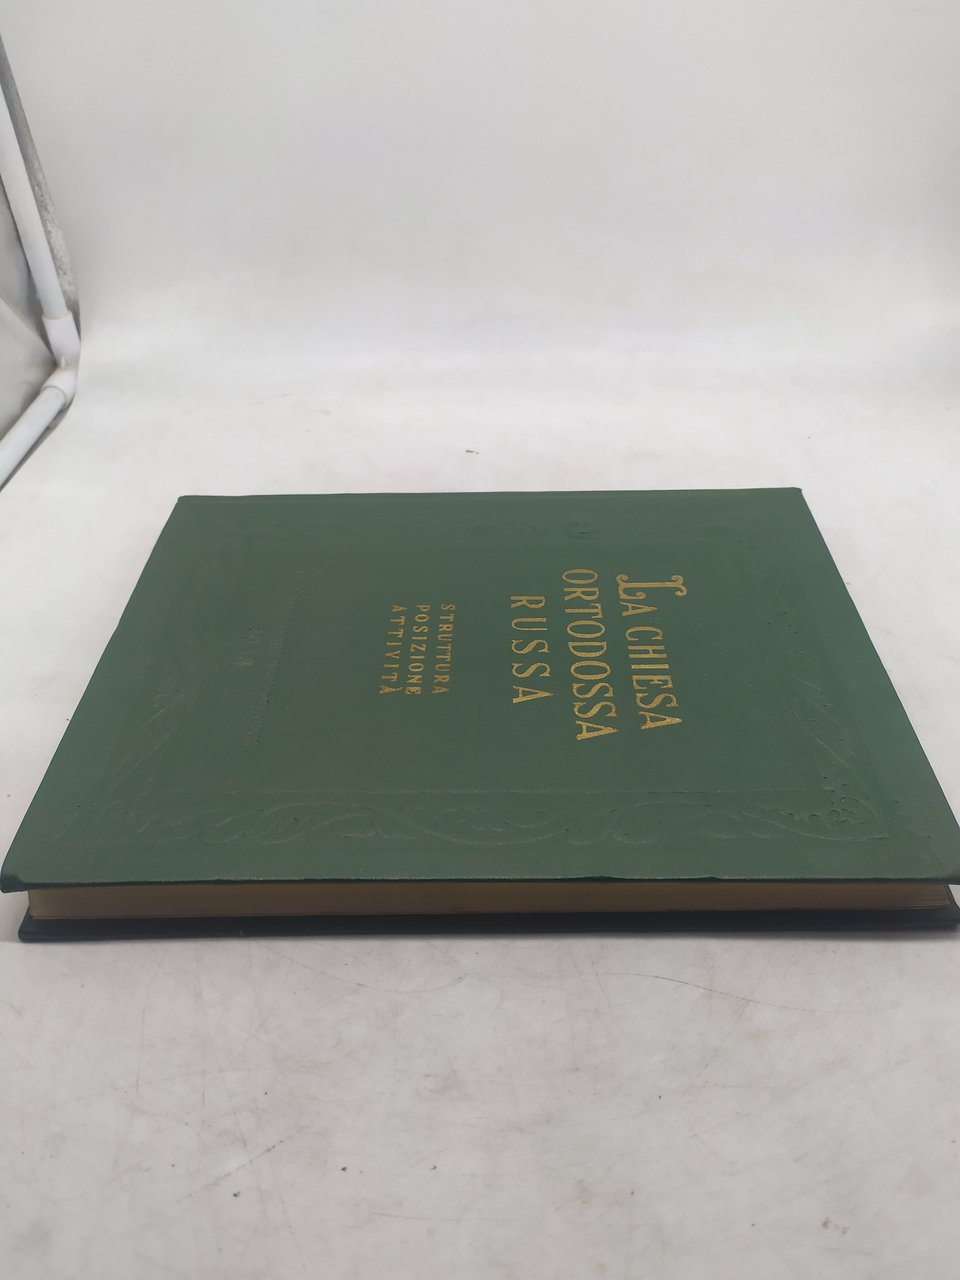 LA CHIESA
ORTODOSSA
RUSSA
STRUTTURA
POSIZIONE
ATTIVITÀ